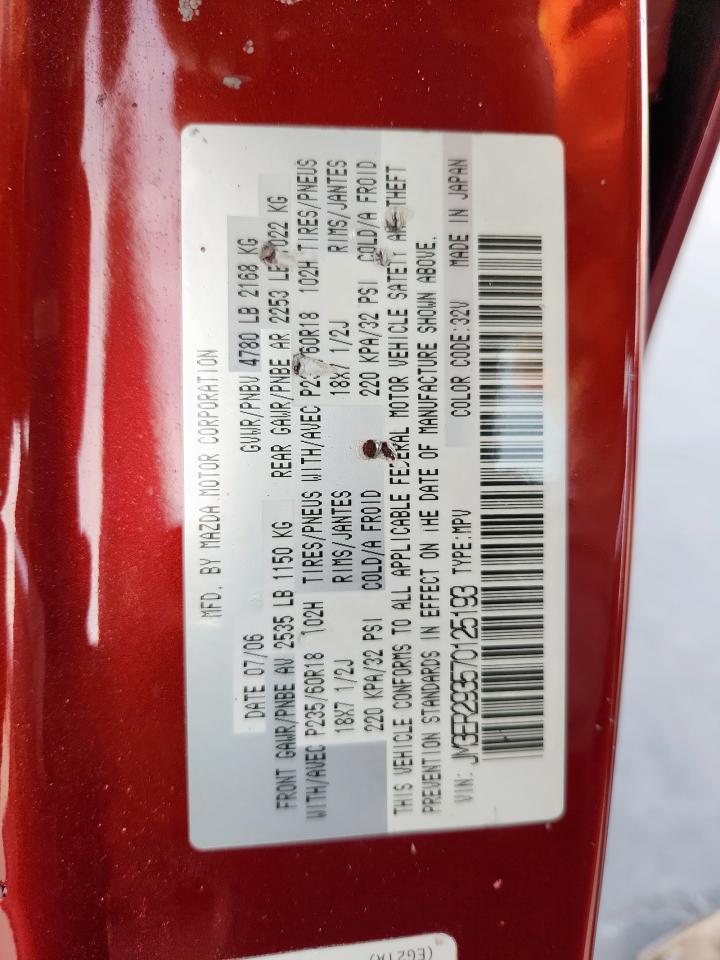 MFD. BY MAZDA MOTOR CORPORATION
DATE 07/06 GVWR/PNBV 4780 LB 2168 KG
FRONT GAWR/PNBE AV 2535 LB 1150 KG REAR GAWR/PNBE AR 2253 LB 1022 KG
WITH/AVEC P235/60R18 102H TIRES/PNEUS WITH/AVEC P235/60R18 102H TIRES/PNEUS
18X7 1/2J RIMS/JANTES 18X7 1/2J RIMS/JANTES
220 KPA/32 PSI COLD/A FROID 220 KPA/32 PSI COLD/A FROID
THIS VEHICLE CONFORMS TO ALL APPLICABLE FEDERAL MOTOR VEHICLE SAFETY AND THEFT
PREVENTION STANDARDS IN EFFECT ON THE DATE OF MANUFACTURE SHOWN ABOVE.
VIN: JM3ER293570125193 TYPE:MPV COLOR CODE:32V MADE IN JAPAN
(EG21A)